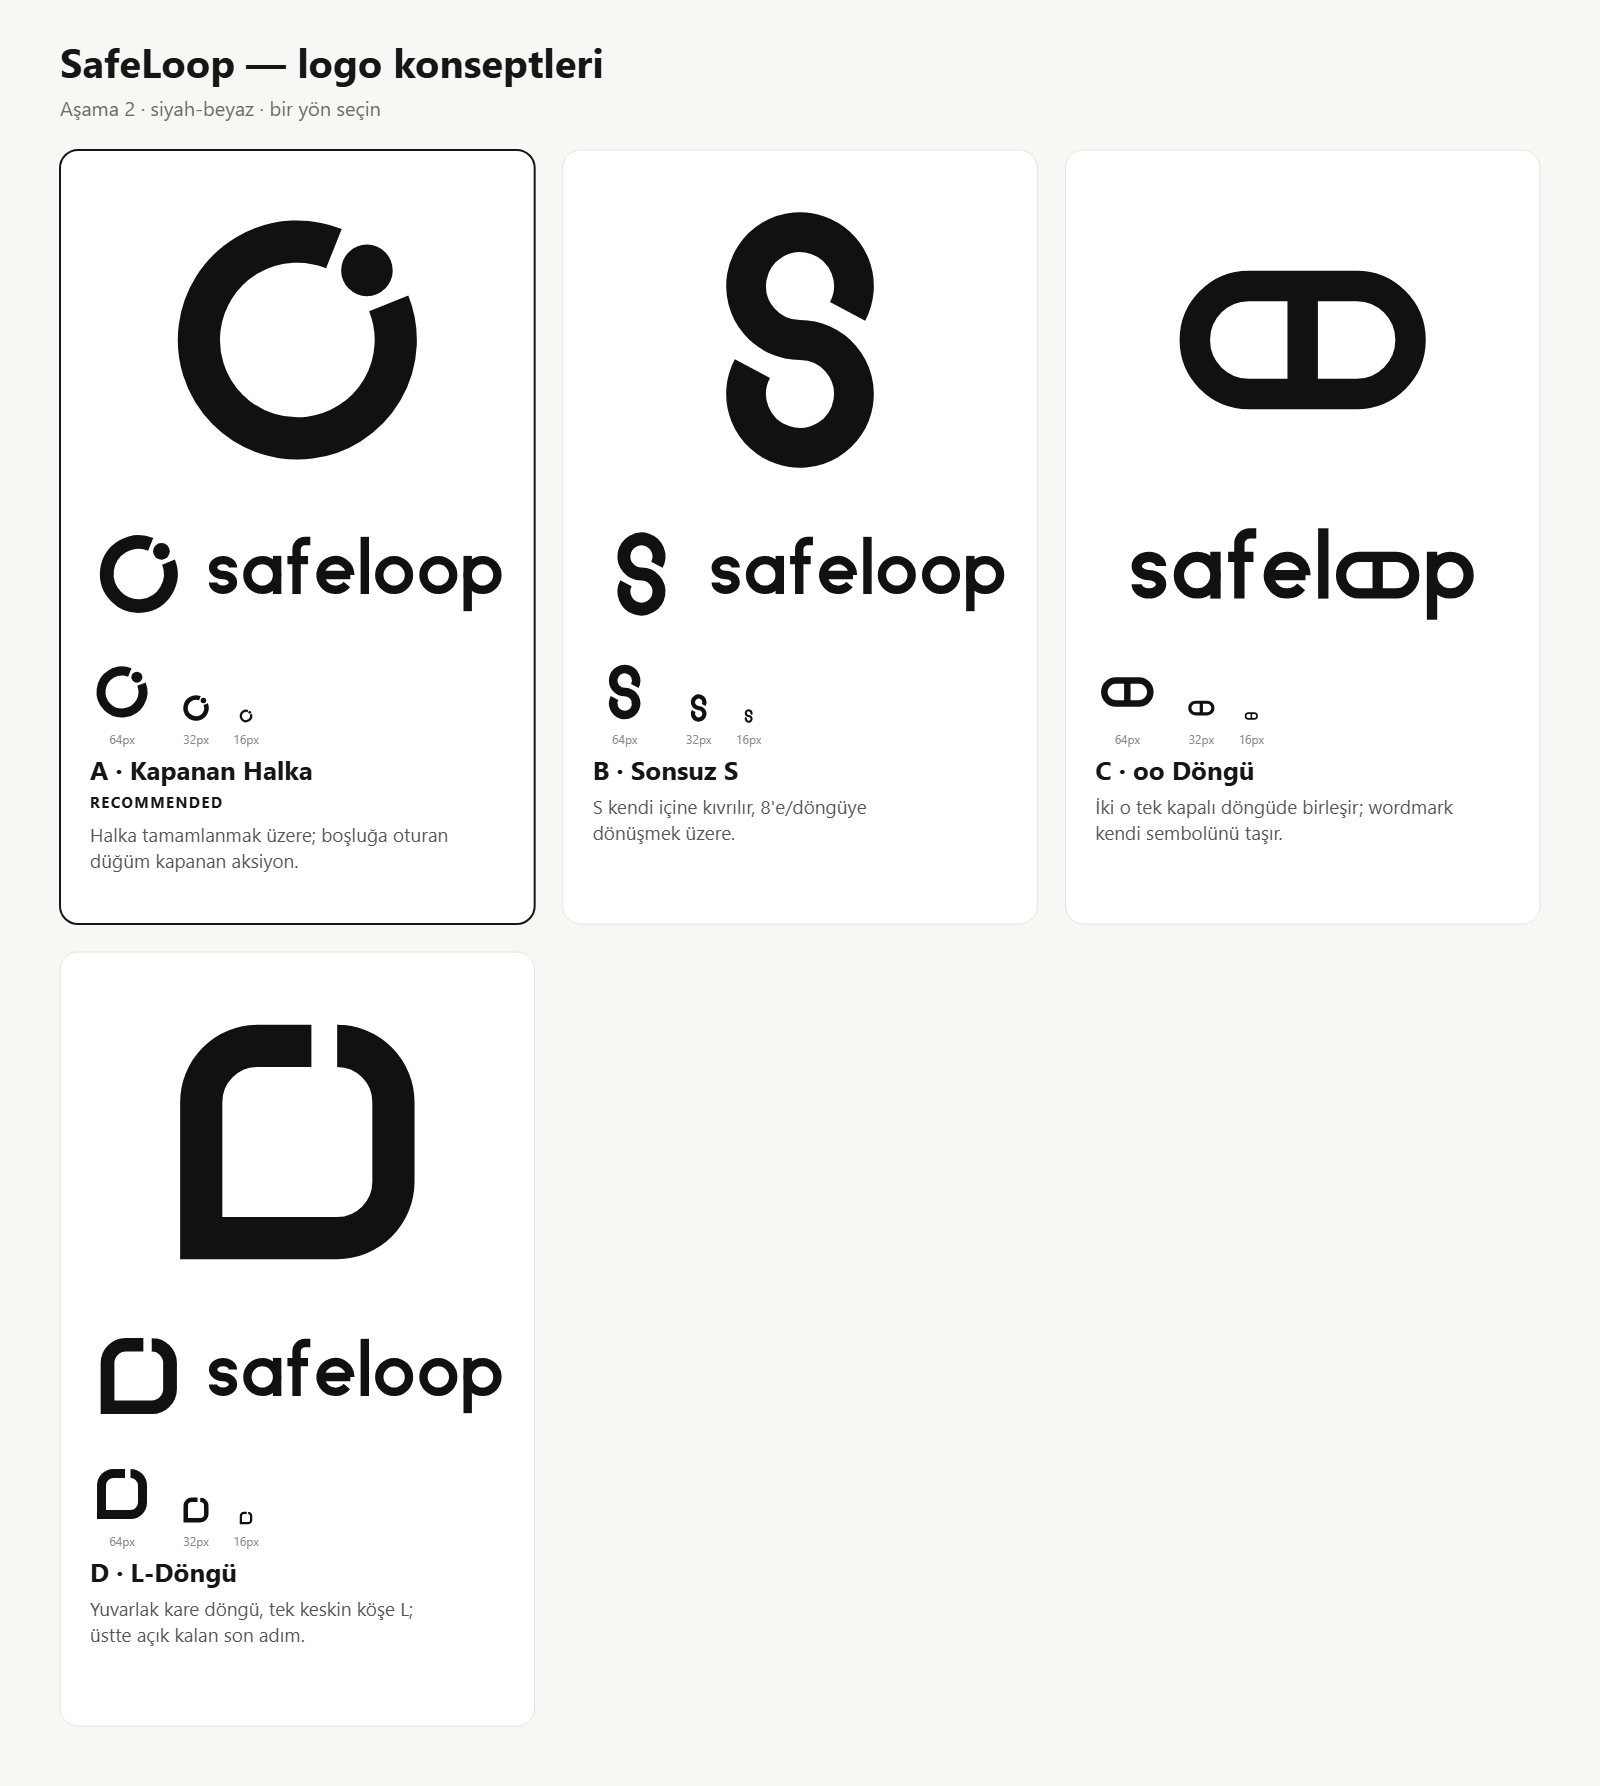 SafeLoop — logo konseptleri
Aşama 2 · siyah-beyaz · bir yön seçin
safeloop
64px 32px 16px
A · Kapanan Halka
RECOMMENDED
Halka tamamlanmak üzere; boşluğa oturan
düğüm kapanan aksiyon.
safeloop
64px 32px 16px
B · Sonsuz S
S kendi içine kıvrılır, 8'e/döngüye
dönüşmek üzere.
safeloop
64px 32px 16px
C · oo Döngü
İki o tek kapalı döngüde birleşir; wordmark
kendi sembolünü taşır.
safeloop
64px 32px 16px
D · L-Döngü
Yuvarlak kare döngü, tek keskin köşe L;
üstte açık kalan son adım.